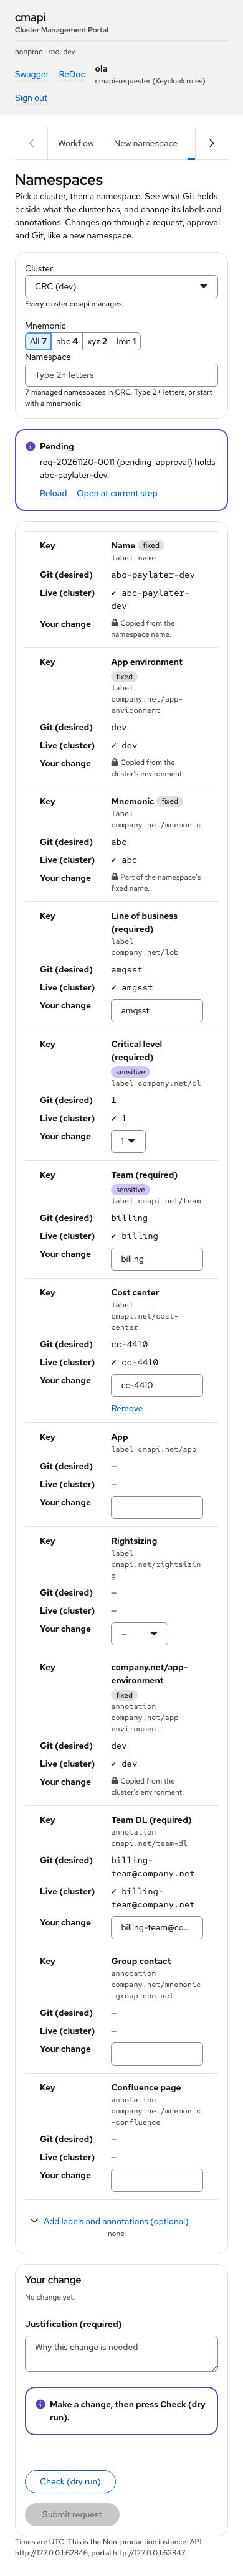 cmapi
Cluster Management Portal
nonprod · rnd, dev
Swagger ReDoc ola
cmapi-requester (Keycloak roles)
Sign out
Workflow New namespace
Namespaces
Pick a cluster, then a namespace. See what Git holds
beside what the cluster has, and change its labels and
annotations. Changes go through a request, approval
and Git, like a new namespace.
Cluster
CRC (dev)
Every cluster cmapi manages.
Mnemonic
All 7 abc 4 xyz 2 lmn 1
Namespace
Type 2+ letters
7 managed namespaces in CRC. Type 2+ letters, or start
with a mnemonic.
Pending
req-20261120-0011 (pending_approval) holds
abc-paylater-dev.
Reload Open at current step
Key Name fixed
label name
Git (desired) abc-paylater-dev
Live (cluster) ✓ abc-paylater-
dev
Your change Copied from the
namespace name.
Key App environment
fixed
label
company.net/app-
environment
Git (desired) dev
Live (cluster) ✓ dev
Your change Copied from the
cluster's environment.
Key Mnemonic fixed
label
company.net/mnemonic
Git (desired) abc
Live (cluster) ✓ abc
Your change Part of the namespace's
fixed name.
Key Line of business
(required)
label
company.net/lob
Git (desired) amgsst
Live (cluster) ✓ amgsst
Your change amgsst
Key Critical level
(required)
sensitive
label company.net/cl
Git (desired) 1
Live (cluster) ✓ 1
Your change 1
Key Team (required)
sensitive
label cmapi.net/team
Git (desired) billing
Live (cluster) ✓ billing
Your change billing
Key Cost center
label
cmapi.net/cost-
center
Git (desired) cc-4410
Live (cluster) ✓ cc-4410
Your change cc-4410
Remove
Key App
label cmapi.net/app
Git (desired) —
Live (cluster) —
Your change
Key Rightsizing
label
cmapi.net/rightsizin
g
Git (desired) —
Live (cluster) —
Your change —
Key company.net/app-
environment
fixed
annotation
company.net/app-
environment
Git (desired) dev
Live (cluster) ✓ dev
Your change Copied from the
cluster's environment.
Key Team DL (required)
annotation
cmapi.net/team-dl
Git (desired) billing-
team@company.net
Live (cluster) ✓ billing-
team@company.net
Your change billing-team@co...
Key Group contact
annotation
company.net/mnemonic
-group-contact
Git (desired) —
Live (cluster) —
Your change
Key Confluence page
annotation
company.net/mnemonic
-confluence
Git (desired) —
Live (cluster) —
Your change
Add labels and annotations (optional)
none
Your change
No change yet.
Justification (required)
Why this change is needed
Make a change, then press Check (dry
run).
Check (dry run)
Submit request
Times are UTC. This is the Non-production instance: API
http://127.0.0.1:62846, portal http://127.0.0.1:62847.